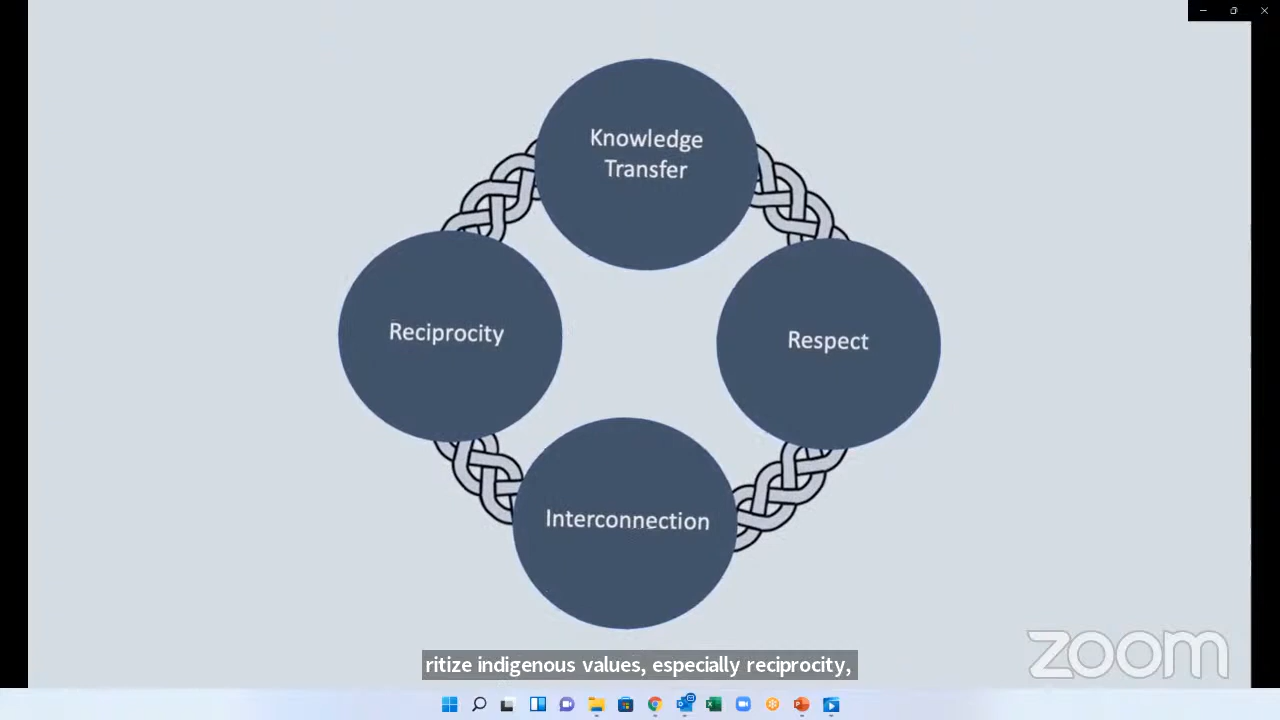 Knowledge
Transfer
Reciprocity
Respect
Interconnection
ritize indigenous values, especially reciprocity,
zoom